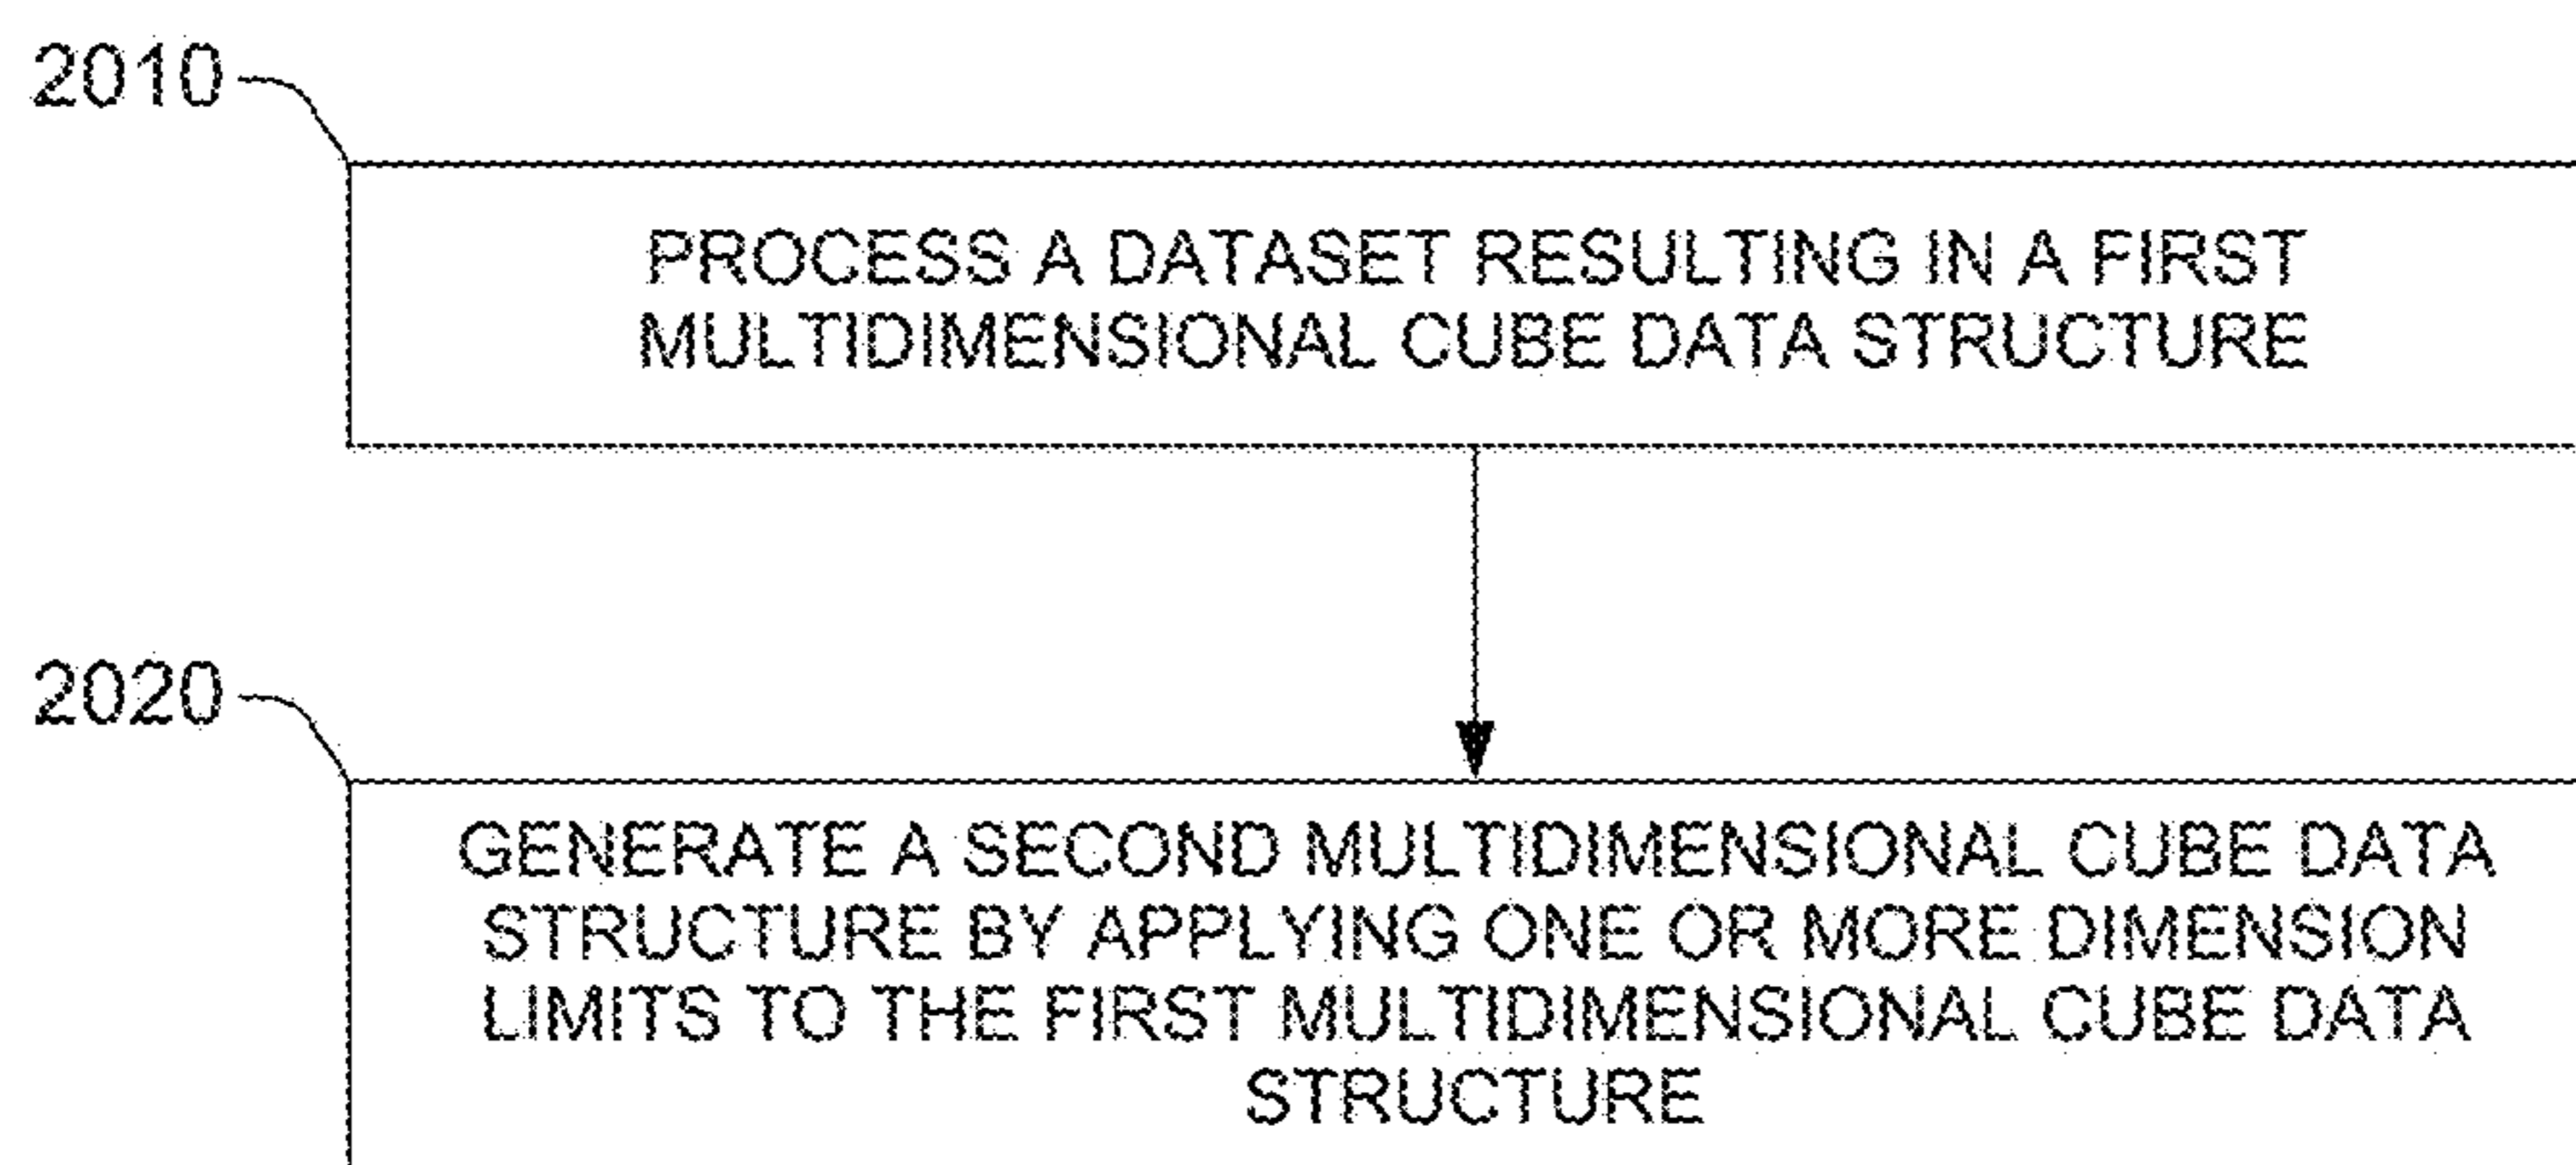 2010
PROCESS A DATASET RESULTING IN A FIRST
MULTIDIMENSIONAL CUBE DATA STRUCTURE
2020
GENERATE A SECOND MULTIDIMENSIONAL CUBE DATA
STRUCTURE BY APPLYING ONE OR MORE DIMENSION
LIMITS TO THE FIRST MULTIDIMENSIONAL CUBE DATA
STRUCTURE